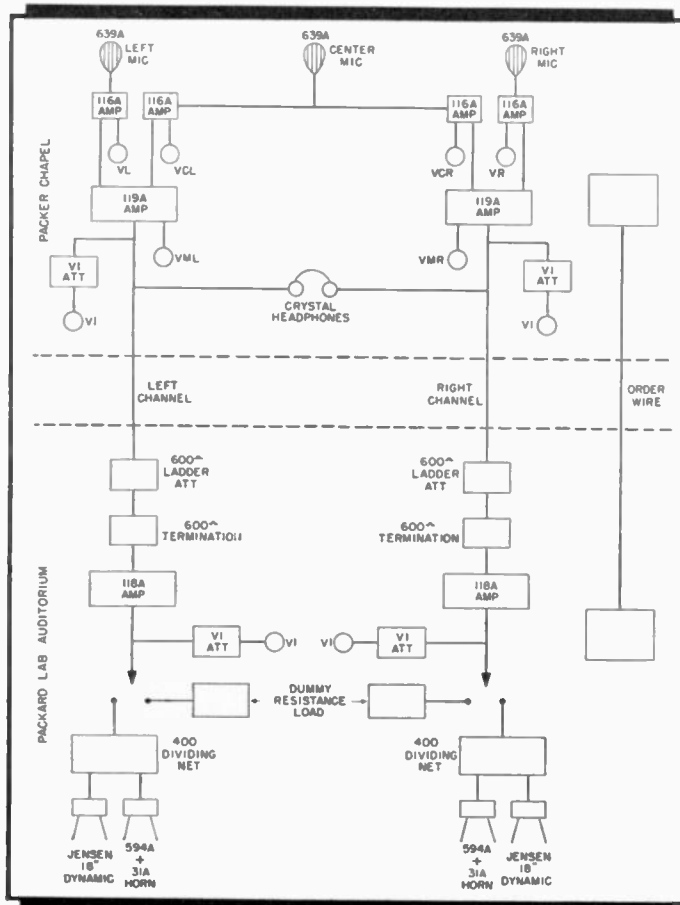 639A
LEFT
MIC
639A
CENTER
MIC
639A
RIGHT
MIC
116A
AMP
116A
AMP
116A
AMP
116A
AMP
VL
VCL
VCR
VR
119A
AMP
119A
AMP
PACKER CHAPEL
VML
VMR
VI
ATT
VI
ATT
VI
VI
CRYSTAL
HEADPHONES
LEFT
CHANNEL
RIGHT
CHANNEL
ORDER
WIRE
600^
LADDER
ATT
600^
LADDER
ATT
600^
TERMINATION
600^
TERMINATION
118A
AMP
118A
AMP
PACKARD LAB AUDITORIUM
VI
ATT
VI
VI
VI
ATT
DUMMY
RESISTANCE
LOAD
400
DIVIDING
NET
400
DIVIDING
NET
JENSEN
18"
DYNAMIC
594A
+
31A
HORN
594A
+
31A
HORN
JENSEN
18"
DYNAMIC